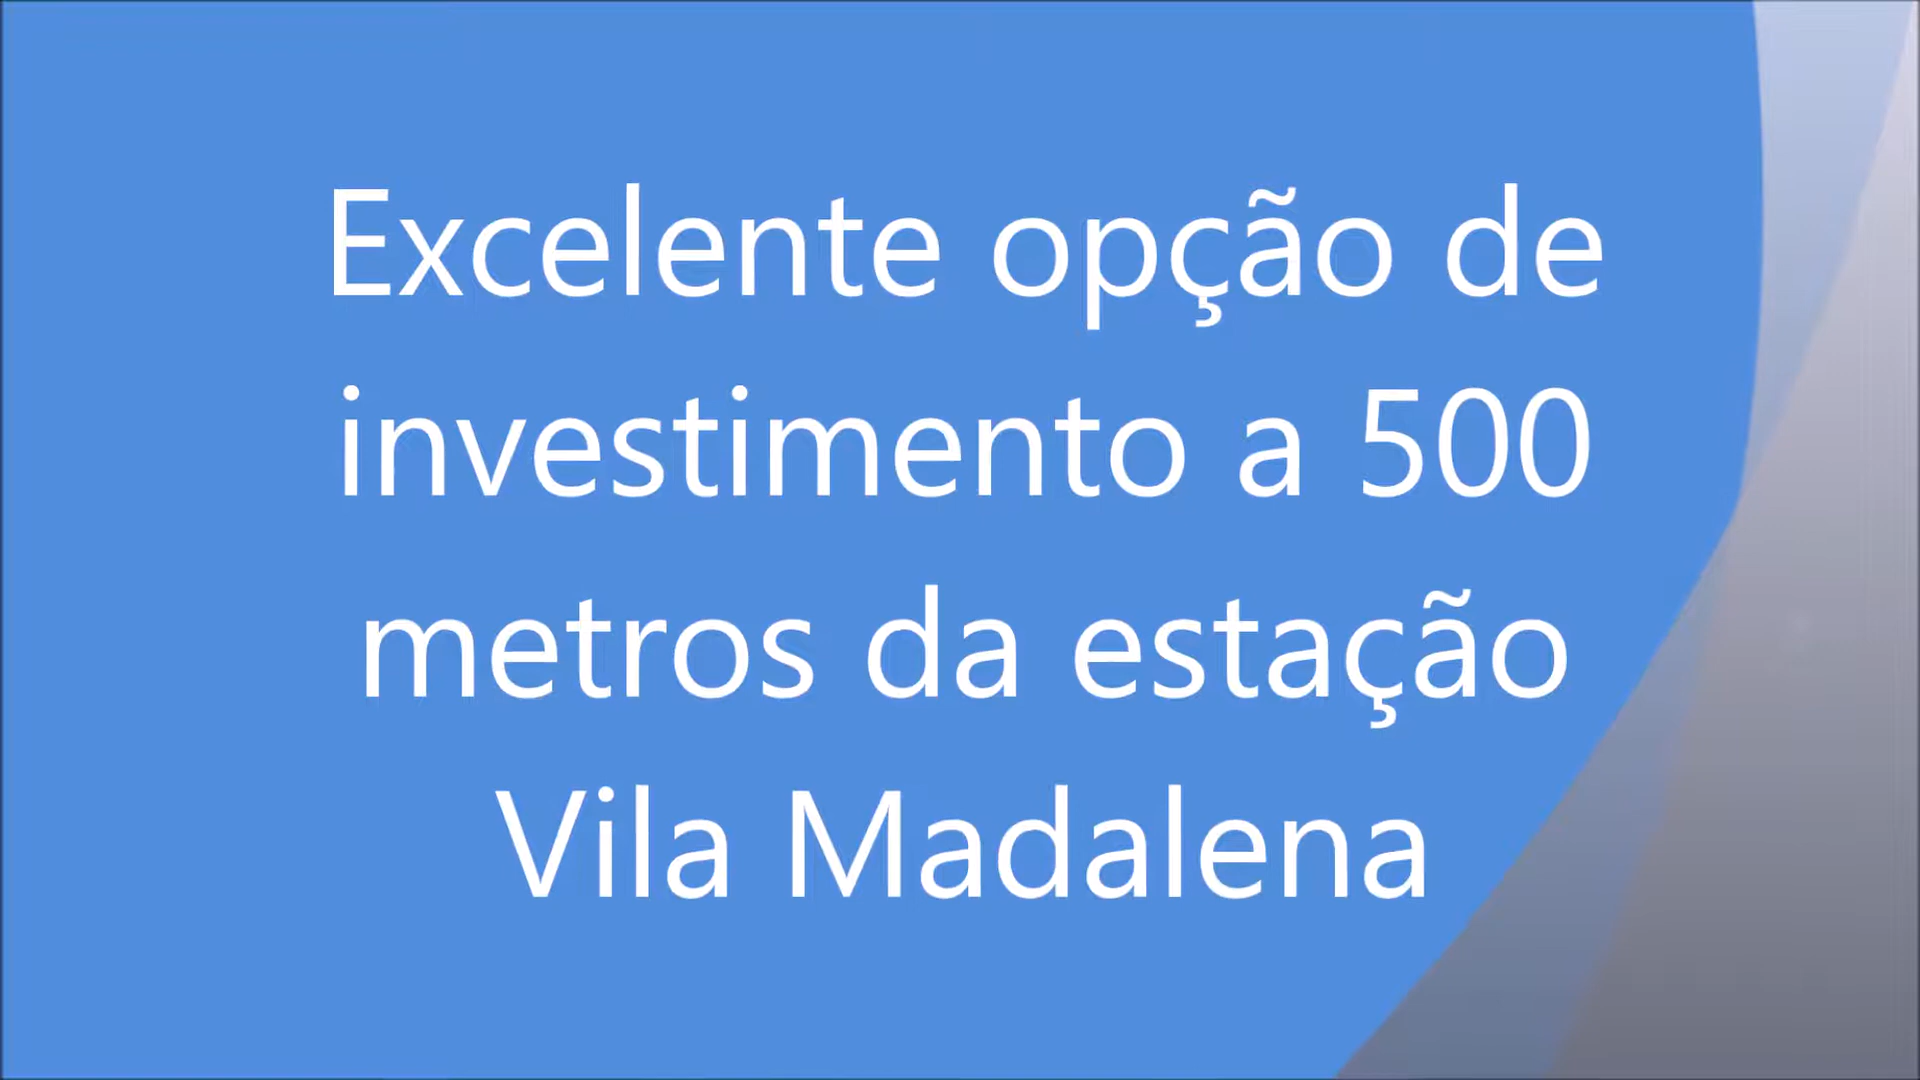 Excelente opção de
investimento a 500
metros da estação
Vila Madalena